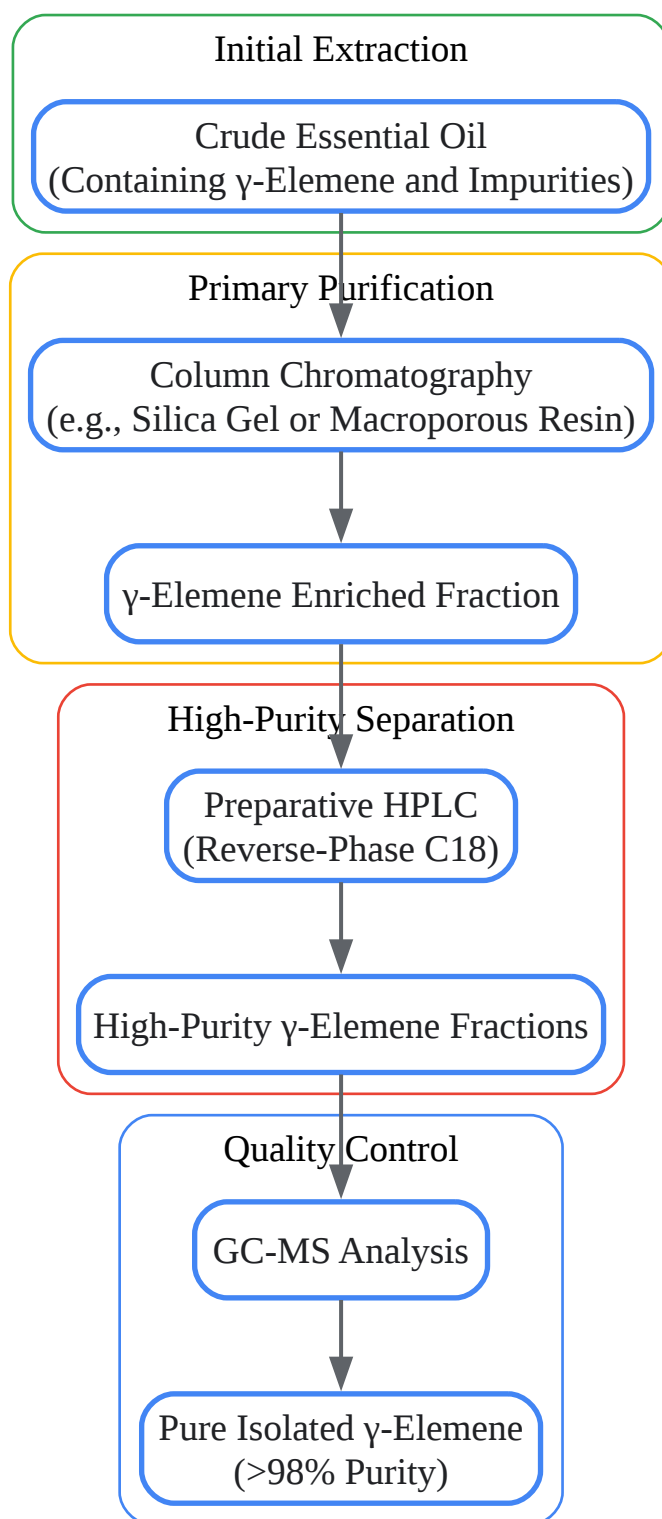 Initial Extraction
Crude Essential Oil
(Containing γ-Elemene and Impurities)
Primary Purification
Column Chromatography
(e.g., Silica Gel or Macroporous Resin)
γ-Elemene Enriched Fraction
High-Purity Separation
Preparative HPLC
(Reverse-Phase C18)
High-Purity γ-Elemene Fractions
Quality Control
GC-MS Analysis
Pure Isolated γ-Elemene
(>98% Purity)